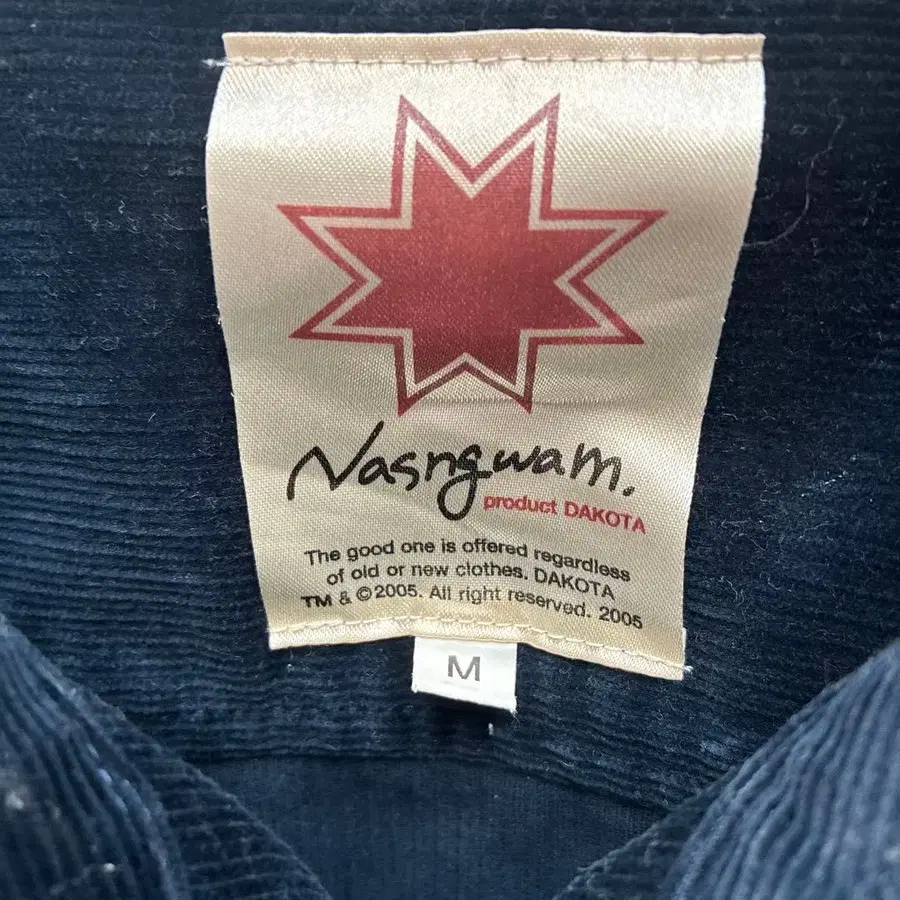 Nasngwam.
product DAKOTA
The good one is offered regardless
of old or new clothes. DAKOTA
TM & ©2005. All right reserved. 2005
M